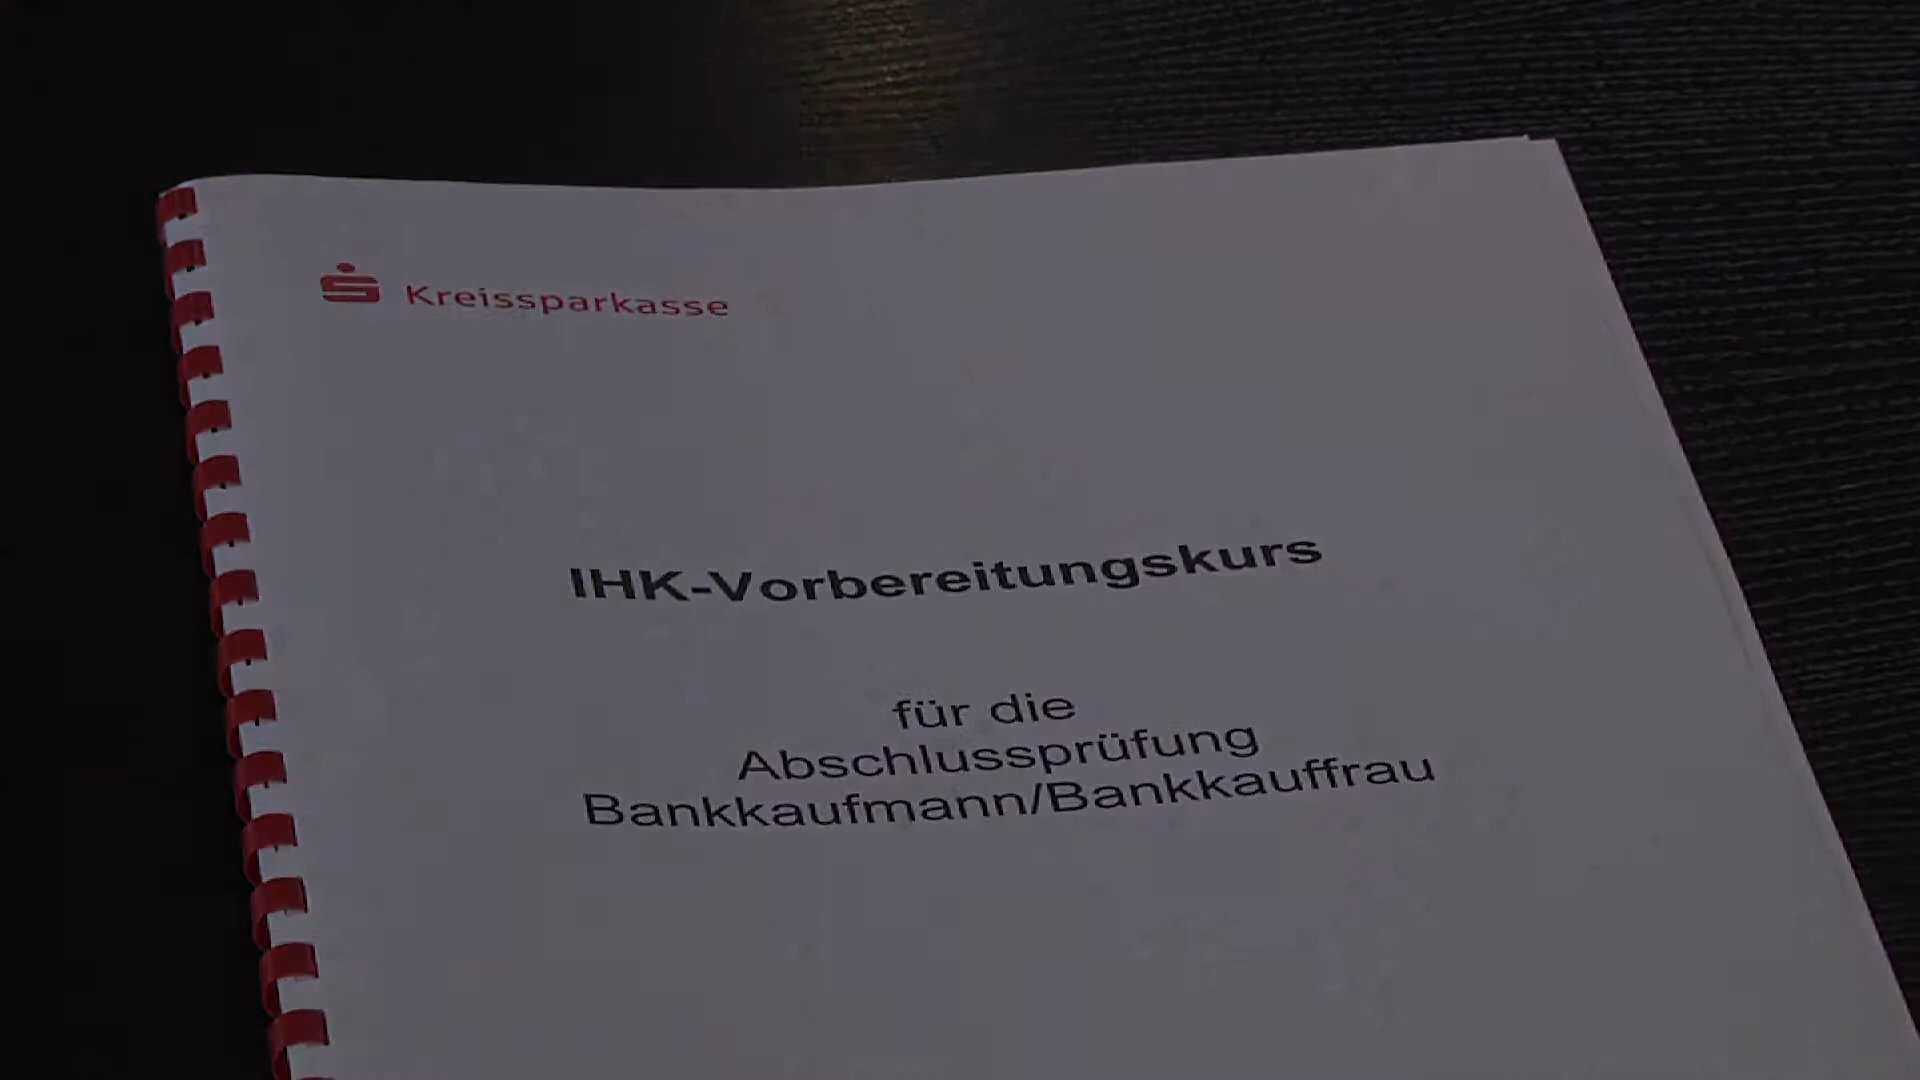 Kreissparkasse
IHK-Vorbereitungskurs
für die
Abschlussprüfung
Bankkaufmann/Bankkauffrau